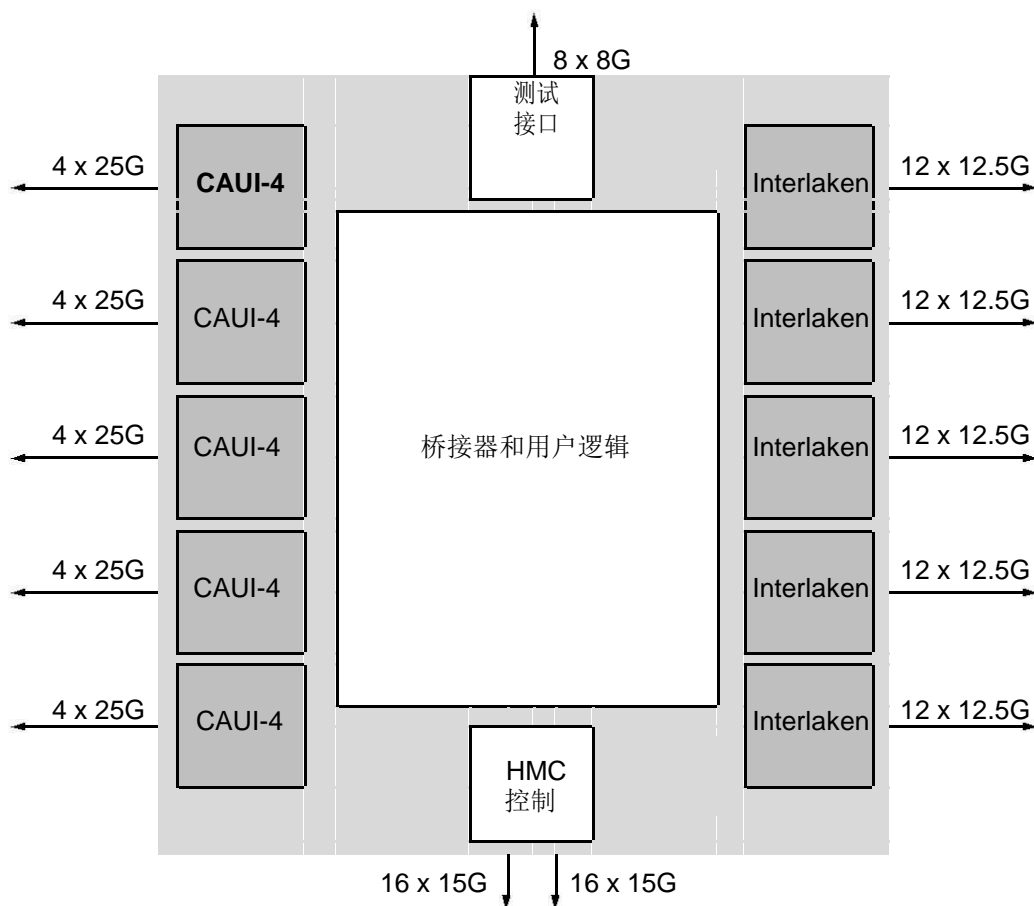 8 x 8G
测试
接口
4 x 25G
CAUI-4
Interlaken
12 x 12.5G
4 x 25G
CAUI-4
Interlaken
12 x 12.5G
4 x 25G
CAUI-4
桥接器和用户逻辑
Interlaken
12 x 12.5G
4 x 25G
CAUI-4
Interlaken
12 x 12.5G
4 x 25G
CAUI-4
Interlaken
12 x 12.5G
HMC
控制
16 x 15G
16 x 15G